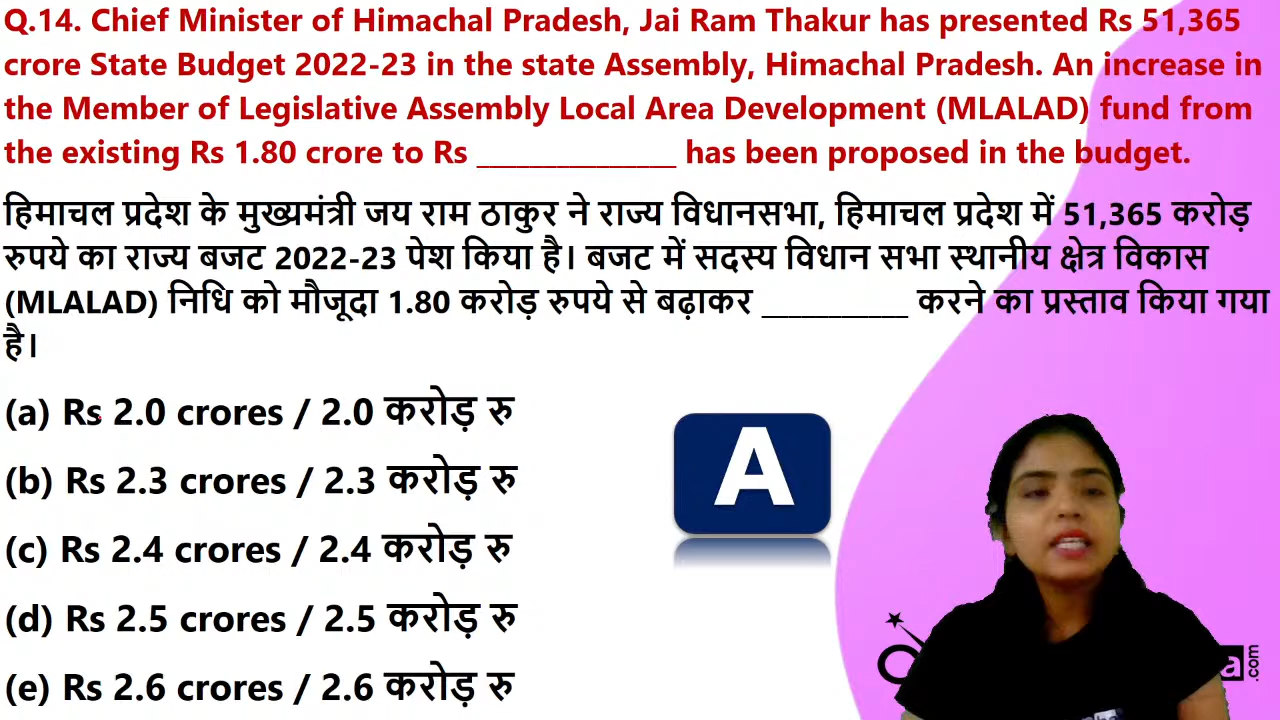 Q.14. Chief Minister of Himachal Pradesh, Jai Ram Thakur has presented Rs 51,365
crore State Budget 2022-23 in the state Assembly, Himachal Pradesh. An increase in
the Member of Legislative Assembly Local Area Development (MLALAD) fund from
the existing Rs 1.80 crore to Rs _______________ has been proposed in the budget.
हिमाचल प्रदेश के मुख्यमंत्री जय राम ठाकुर ने राज्य विधानसभा, हिमाचल प्रदेश में 51,365 करोड़
रुपये का राज्य बजट 2022-23 पेश किया है। बजट में सदस्य विधान सभा स्थानीय क्षेत्र विकास
(MLALAD) निधि को मौजूदा 1.80 करोड़ रुपये से बढ़ाकर ___________ करने का प्रस्ताव किया गया
है।
(a) Rs 2.0 crores / 2.0 करोड़ रु
A
(b) Rs 2.3 crores / 2.3 करोड़ रु
(c) Rs 2.4 crores / 2.4 करोड़ रु
(d) Rs 2.5 crores / 2.5 करोड़ रु
(e) Rs 2.6 crores / 2.6 करोड़ रु
.com